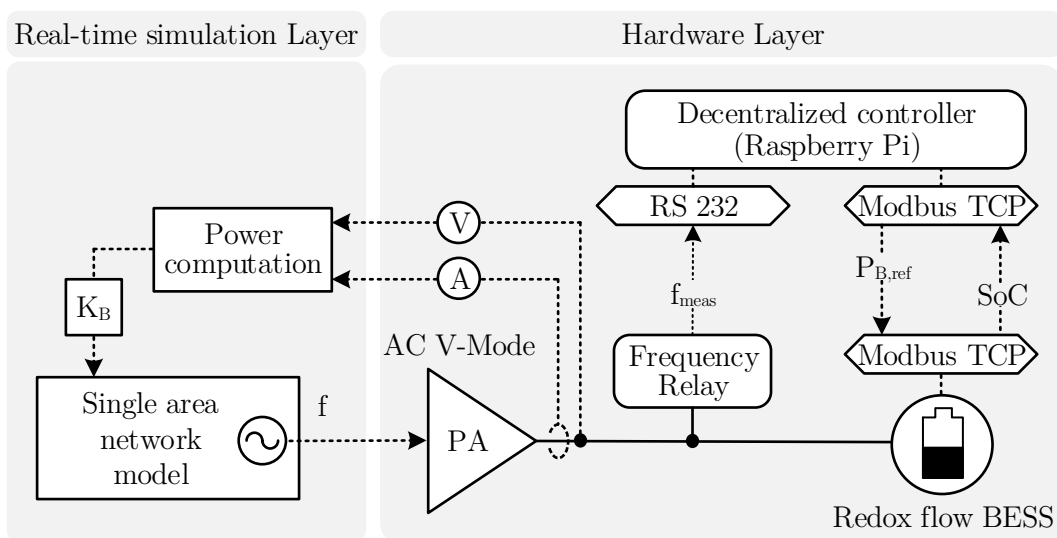 Real-time simulation Layer
Hardware Layer
Decentralized controller
(Raspberry Pi)
RS 232
Modbus TCP
V
Power
computation
A
P_B,ref
f_meas
SoC
K_B
AC V-Mode
Frequency
Relay
Modbus TCP
Single area
network
model
f
PA
Redox flow BESS